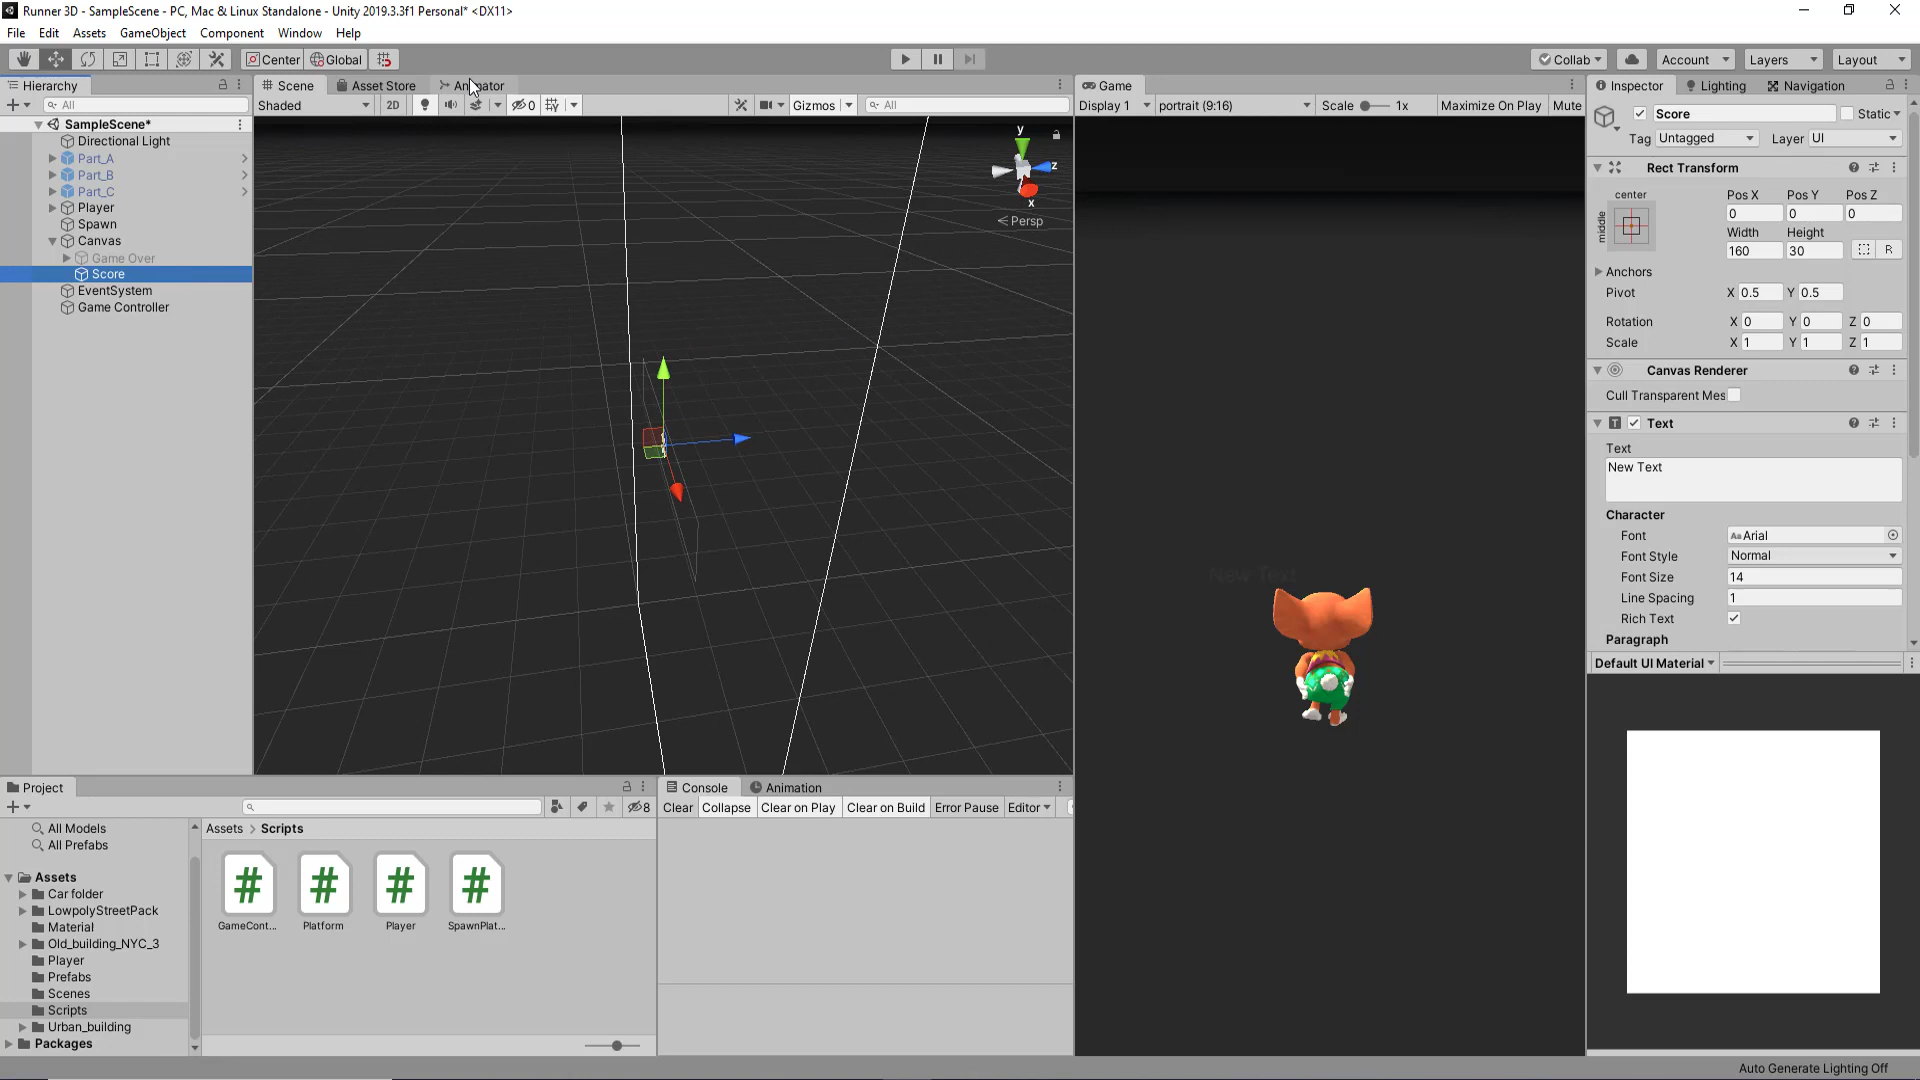 Runner 3D - SampleScene - PC, Mac & Linux Standalone - Unity 2019.3.3f1 Personal* <DX11>
File Edit Assets GameObject Component Window Help
Center Global Collab Account Layers Layout
Hierarchy
All
SampleScene*
Directional Light
Part_A
Part_B
Part_C
Player
Spawn
Canvas
Game Over
Score
EventSystem
Game Controller
Scene Asset Store Animator
Shaded 2D 0 Gizmos All
y
z
x
Persp
Game
Display 1 portrait (9:16) Scale 1x Maximize On Play Mute
New Text
Inspector Lighting Navigation
Score Static
Tag Untagged Layer UI
Rect Transform
center
middle
Pos X Pos Y Pos Z
0 0 0
Width Height
160 30 R
Anchors
Pivot X 0.5 Y 0.5
Rotation X 0 Y 0 Z 0
Scale X 1 Y 1 Z 1
Canvas Renderer
Cull Transparent Mes
Text
Text
New Text
Character
Font Arial
Font Style Normal
Font Size 14
Line Spacing 1
Rich Text
Paragraph
Default UI Material
Project
8
All Models
All Prefabs
Assets
Car folder
LowpolyStreetPack
Material
Old_building_NYC_3
Player
Prefabs
Scenes
Scripts
Urban_building
Packages
Assets > Scripts
GameCont... Platform Player SpawnPlat...
Console Animation
Clear Collapse Clear on Play Clear on Build Error Pause Editor
Auto Generate Lighting Off